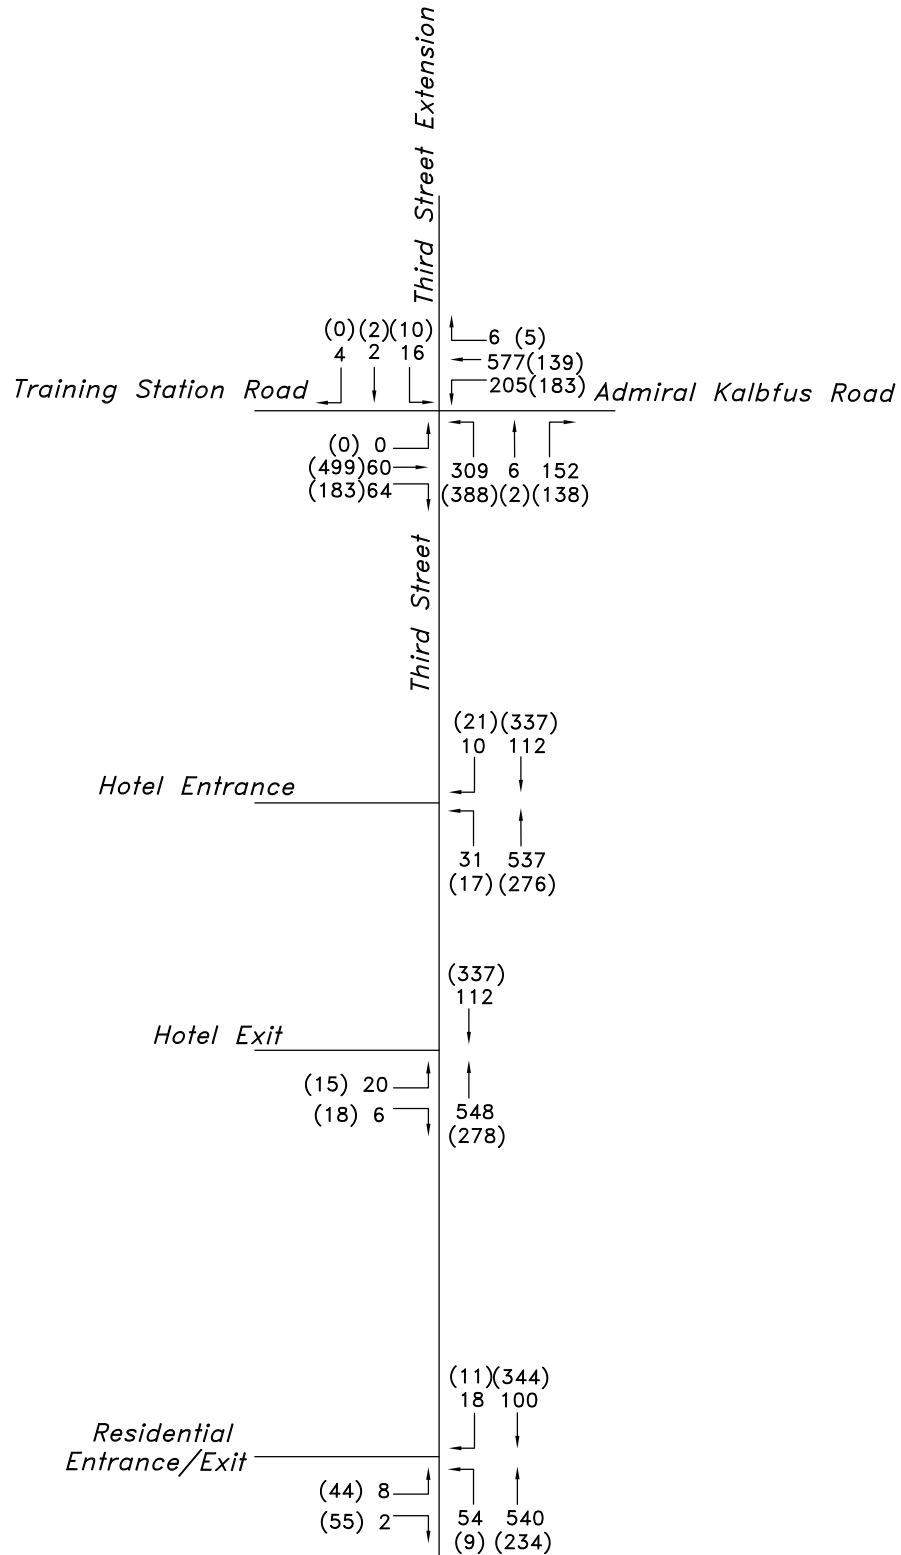 Third Street Extension
(0)(2)(10)
4 2 16
6 (5)
577(139)
205(183)
Training Station Road
Admiral Kalbfus Road
(0) 0
(499)60
(183)64
309 6 152
(388)(2)(138)
Third Street
(21)(337)
10 112
Hotel Entrance
31 537
(17) (276)
(337)
112
Hotel Exit
(15) 20
(18) 6
548
(278)
(11)(344)
18 100
Residential
Entrance/Exit
(44) 8
(55) 2
54 540
(9) (234)